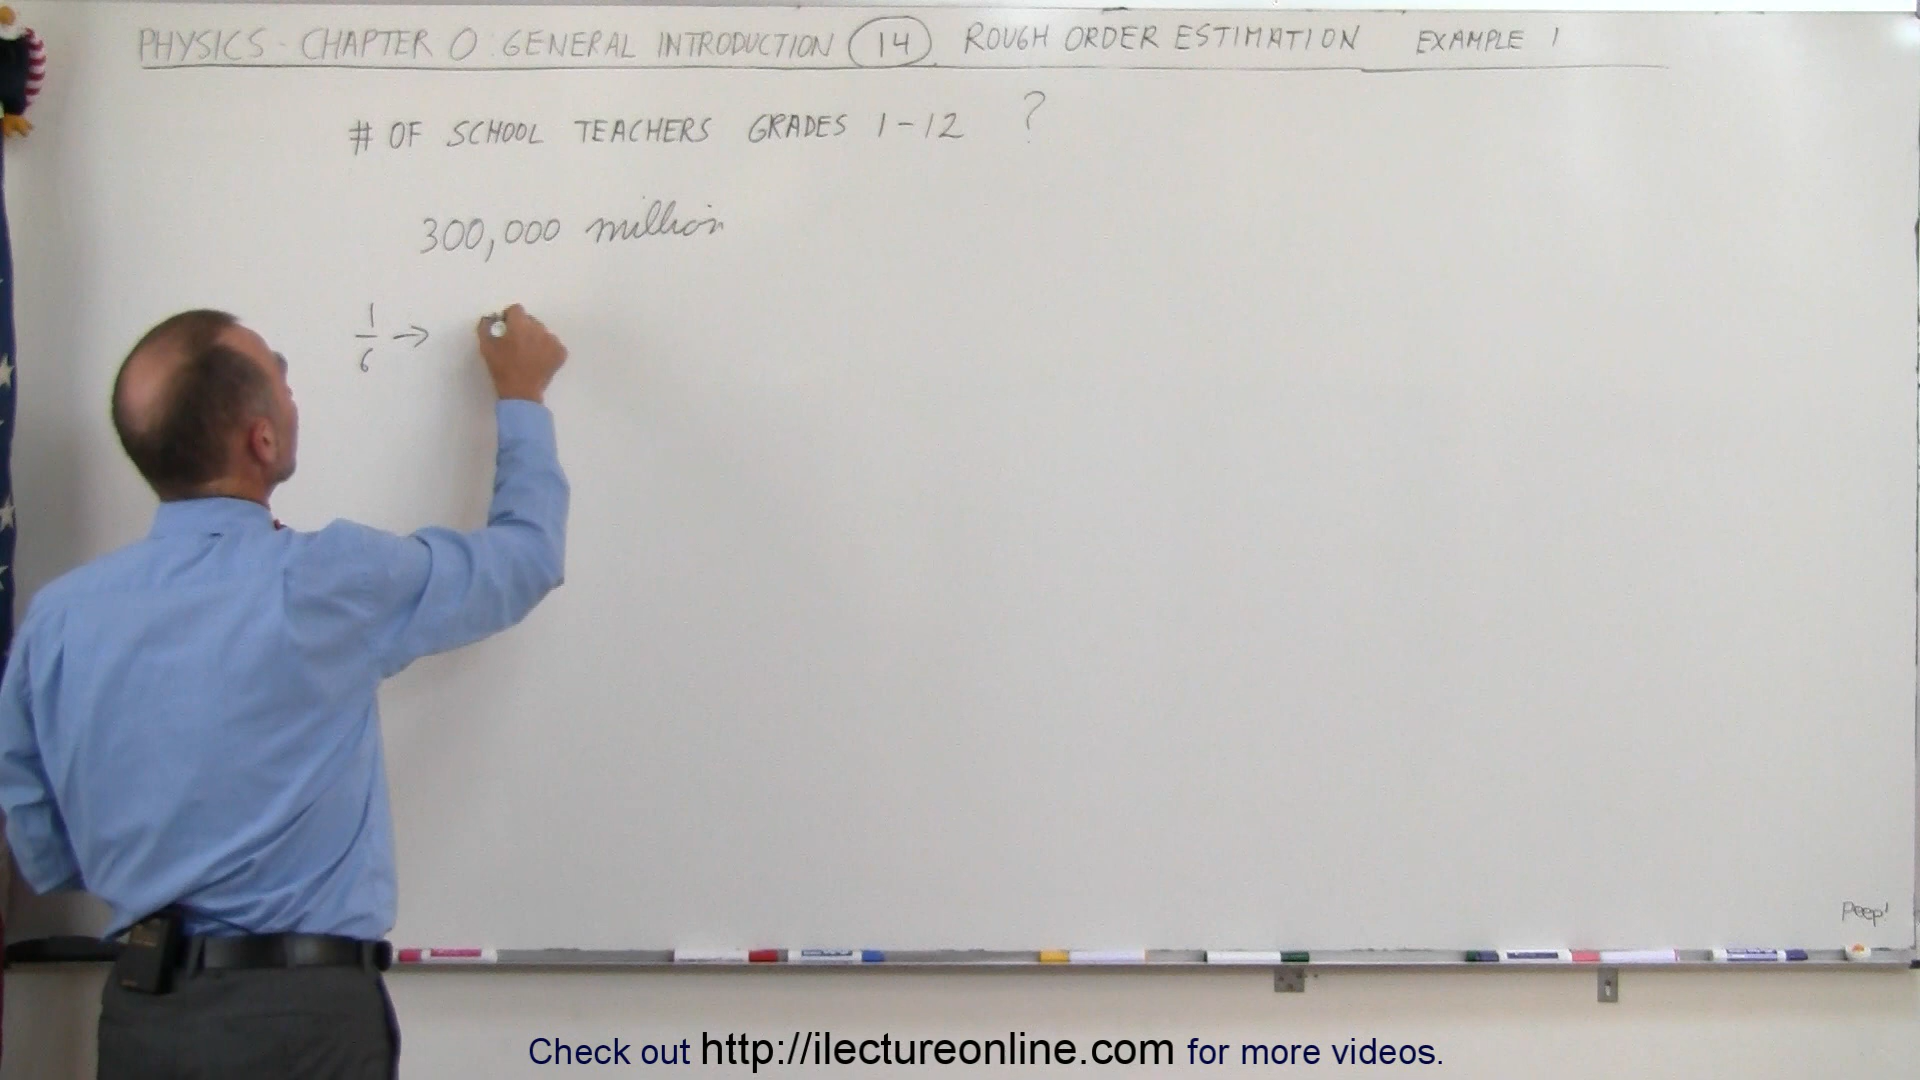 PHYSICS - CHAPTER 0: GENERAL INTRODUCTION 14 ROUGH ORDER ESTIMATION EXAMPLE 1
# OF SCHOOL TEACHERS GRADES 1-12 ?
300,000 million
1/6 →
Peep!
Check out http://ilectureonline.com for more videos.